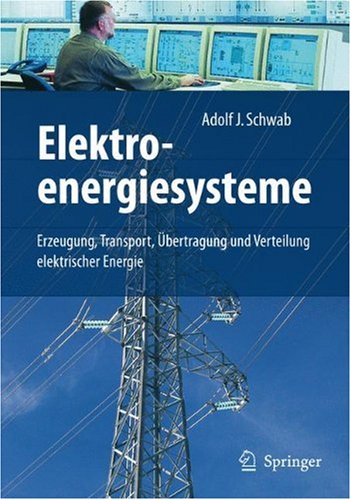 Adolf J. Schwab
Elektro-
energiesysteme
Erzeugung, Transport, Übertragung und Verteilung
elektrischer Energie
Springer